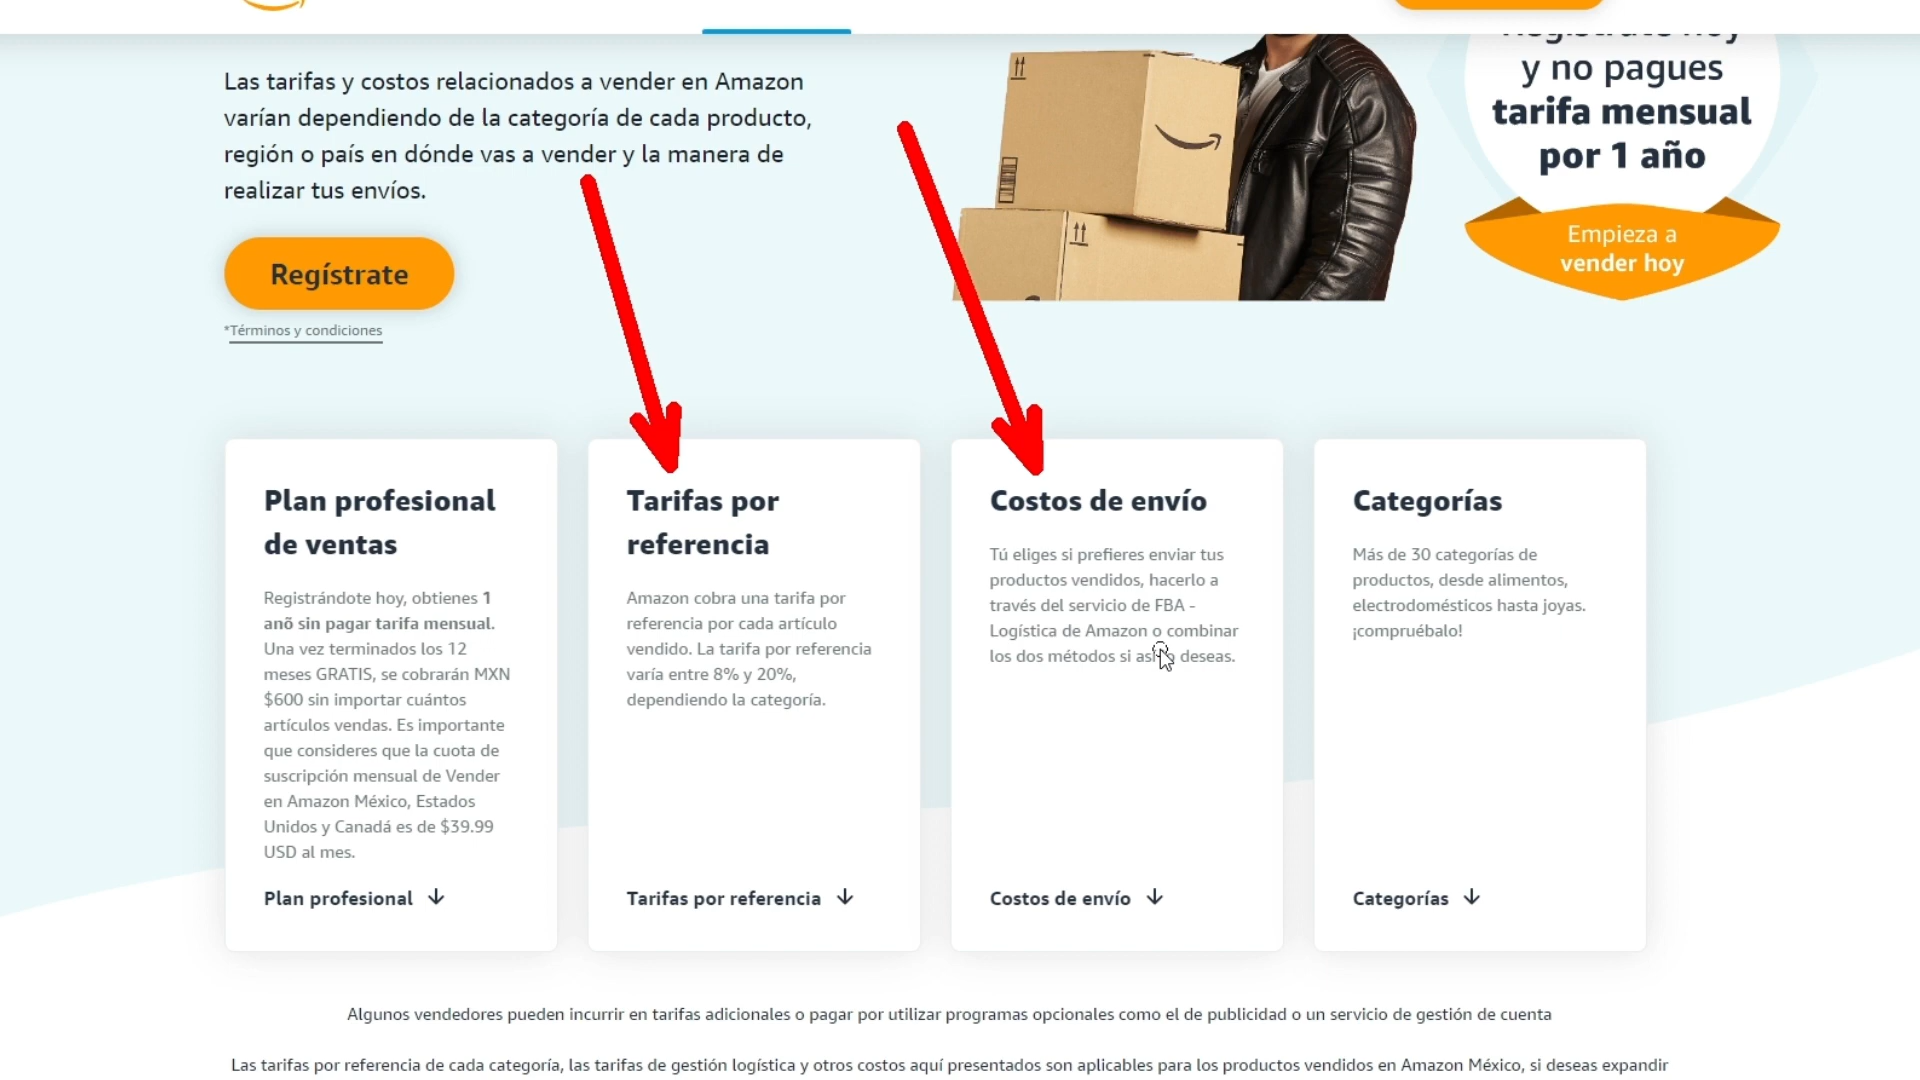 Las tarifas y costos relacionados a vender en Amazon
varían dependiendo de la categoría de cada producto,
región o país en dónde vas a vender y la manera de
realizar tus envíos.
Regístrate
*Términos y condiciones
Regístrate hoy
y no pagues
tarifa mensual
por 1 año
Empieza a
vender hoy
Plan profesional
de ventas
Registrándote hoy, obtienes 1
anõ sin pagar tarifa mensual.
Una vez terminados los 12
meses GRATIS, se cobrarán MXN
$600 sin importar cuántos
artículos vendas. Es importante
que consideres que la cuota de
suscripción mensual de Vender
en Amazon México, Estados
Unidos y Canadá es de $39.99
USD al mes.
Plan profesional
Tarifas por
referencia
Amazon cobra una tarifa por
referencia por cada artículo
vendido. La tarifa por referencia
varía entre 8% y 20%,
dependiendo la categoría.
Tarifas por referencia
Costos de envío
Tú eliges si prefieres enviar tus
productos vendidos, hacerlo a
través del servicio de FBA -
Logística de Amazon o combinar
los dos métodos si así lo deseas.
Costos de envío
Categorías
Más de 30 categorías de
productos, desde alimentos,
electrodomésticos hasta joyas.
¡compruébalo!
Categorías
Algunos vendedores pueden incurrir en tarifas adicionales o pagar por utilizar programas opcionales como el de publicidad o un servicio de gestión de cuenta
Las tarifas por referencia de cada categoría, las tarifas de gestión logística y otros costos aquí presentados son aplicables para los productos vendidos en Amazon México, si deseas expandir